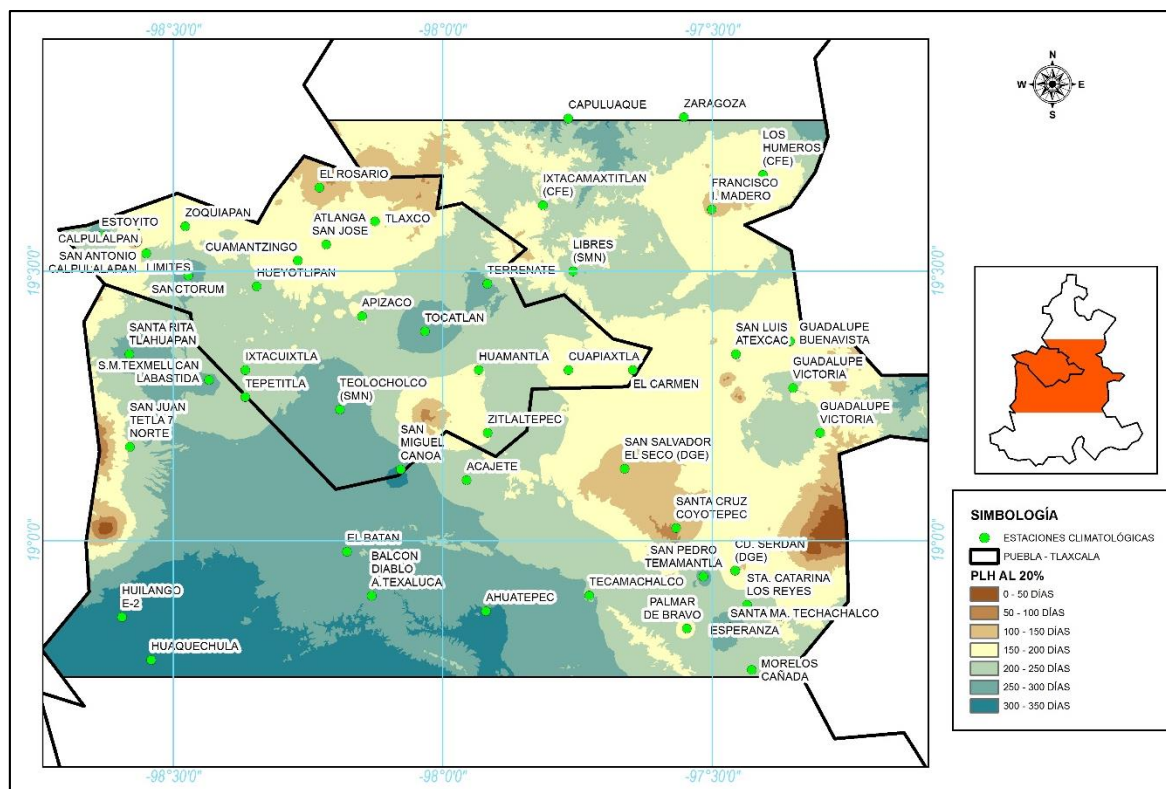 -98°30'0"
-98°0'0"
-97°30'0"
N
W
E
S
CAPULUAQUE
ZARAGOZA
LOS
HUMEROS
(CFE)
EL ROSARIO
IXTACAMAXTITLAN
(CFE)
FRANCISCO
I. MADERO
ESTOYITO
ZOQUIAPAN
ATLANGA
SAN JOSE
TLAXCO
CALPULALPAN
CUAMANTZINGO
LIBRES
(SMN)
SAN ANTONIO
CALPULALAPAN
LIMITES
HUEYOTLIPAN
TERRENATE
SANCTORUM
19°30'0"
19°30'0"
APIZACO
TOCATLAN
SANTA RITA
TLAHUAPAN
SAN LUIS
ATEXCAC
GUADALUPE
BUENAVISTA
S.M.TEXMELUCAN
LABASTIDA
IXTACUIXTLA
HUAMANTLA
CUAPIAXTLA
GUADALUPE
VICTORIA
TEPETITLA
TEOLOCHOLCO
(SMN)
EL CARMEN
SAN JUAN
TETLA 7
NORTE
SAN
MIGUEL
CANOA
ZITLALTEPEC
GUADALUPE
VICTORIA
SAN SALVADOR
EL SECO (DGE)
ACAJETE
SANTA CRUZ
COYOTEPEC
19°0'0"
19°0'0"
EL BATAN
BALCON
DIABLO
A.TEXALUCA
SAN PEDRO
TEMAMANTLA
CD. SERDAN
(DGE)
HUILANGO
E-2
AHUATEPEC
TECAMACHALCO
STA. CATARINA
LOS REYES
PALMAR
DE BRAVO
SANTA MA. TECHACHALCO
ESPERANZA
HUAQUECHULA
MORELOS
CAÑADA
-98°30'0"
-98°0'0"
-97°30'0"
SIMBOLOGÍA
ESTACIONES CLIMATOLÓGICAS
PUEBLA - TLAXCALA
PLH AL 20%
0 - 50 DÍAS
50 - 100 DÍAS
100 - 150 DÍAS
150 - 200 DÍAS
200 - 250 DÍAS
250 - 300 DÍAS
300 - 350 DÍAS